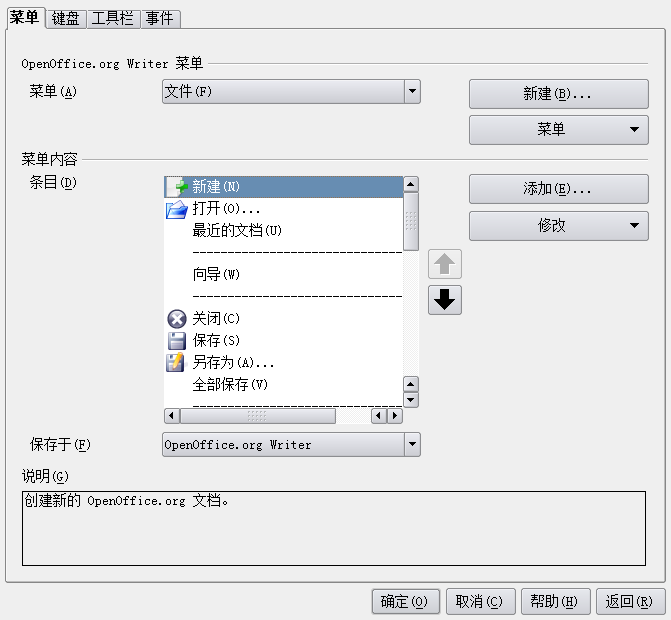 菜单 键盘 工具栏 事件
OpenOffice.org Writer 菜单
菜单(A) 文件(F) 新建(B)...
菜单
菜单内容
条目(D) 新建(N) 添加(E)...
打开(O)...
最近的文档(U) 修改
--------------------------------
向导(W)
--------------------------------
关闭(C)
保存(S)
另存为(A)...
全部保存(V)
--------------------------------
保存于(F) OpenOffice.org Writer
说明(G)
创建新的 OpenOffice.org 文档。
确定(O) 取消(C) 帮助(H) 返回(R)